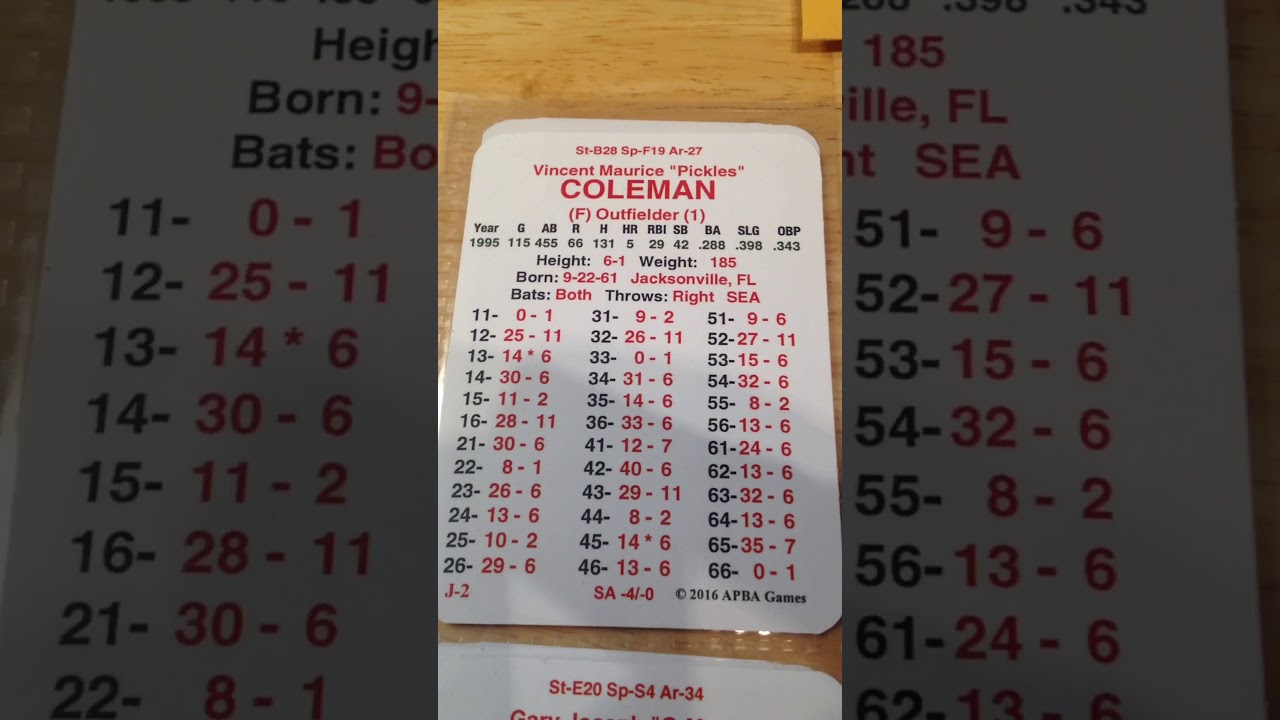 St-B28 Sp-F19 Ar-27
Vincent Maurice "Pickles"
COLEMAN
(F) Outfielder (1)
Year G AB R H HR RBI SB BA SLG OBP
1995 115 455 66 131 5 29 42 .288 .398 .343
Height: 6-1 Weight: 185
Born: 9-22-61 Jacksonville, FL
Bats: Both Throws: Right SEA
11- 0 - 1 31- 9 - 2 51- 9 - 6
12- 25 - 11 32- 26 - 11 52- 27 - 11
13- 14 * 6 33- 0 - 1 53- 15 - 6
14- 30 - 6 34- 31 - 6 54- 32 - 6
15- 11 - 2 35- 14 - 6 55- 8 - 2
16- 28 - 11 36- 33 - 6 56- 13 - 6
21- 30 - 6 41- 12 - 7 61- 24 - 6
22- 8 - 1 42- 40 - 6 62- 13 - 6
23- 26 - 6 43- 29 - 11 63- 32 - 6
24- 13 - 6 44- 8 - 2 64- 13 - 6
25- 10 - 2 45- 14 * 6 65- 35 - 7
26- 29 - 6 46- 13 - 6 66- 0 - 1
J-2 SA -4/-0 © 2016 APBA Games
St-E20 Sp-S4 Ar-34
Gary Joseph
Heigh
Born: 9-
Bats: Bo
11- 0 - 1
12- 25 - 11
13- 14 * 6
14- 30 - 6
15- 11 - 2
16- 28 - 11
21- 30 - 6
22- 8 - 1
.398 .343
185
ille, FL
ht SEA
51- 9 - 6
52- 27 - 11
53- 15 - 6
54- 32 - 6
55- 8 - 2
56- 13 - 6
61- 24 - 6
62- 13 - 6